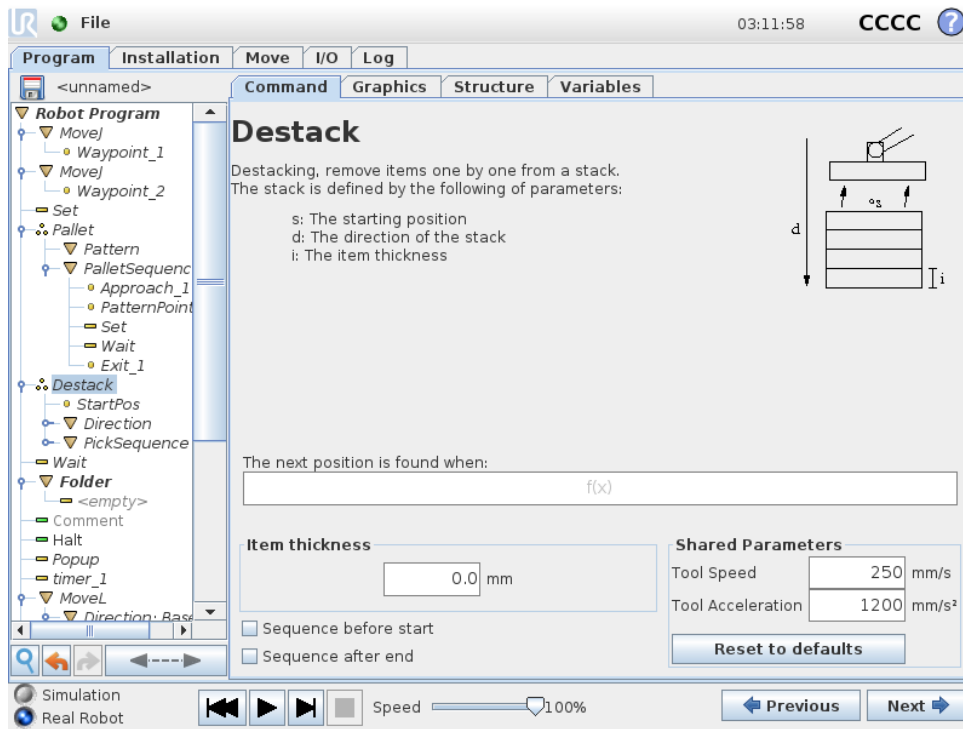 UR File 03:11:58 CCCC ?
Program Installation Move I/O Log
<unnamed>
Command Graphics Structure Variables
Robot Program
MoveJ
Waypoint_1
MoveJ
Waypoint_2
Set
Pallet
Pattern
PalletSequenc
Approach_1
PatternPoint
Set
Wait
Exit_1
Destack
StartPos
Direction
PickSequence
Wait
Folder
<empty>
Comment
Halt
Popup
timer_1
MoveL
Direction: Base
Destack
Destacking, remove items one by one from a stack.
The stack is defined by the following of parameters:
s: The starting position
d: The direction of the stack
i: The item thickness
d
s
i
The next position is found when:
f(x)
Item thickness
0.0 mm
Sequence before start
Sequence after end
Shared Parameters
Tool Speed 250 mm/s
Tool Acceleration 1200 mm/s²
Reset to defaults
Simulation
Real Robot
Speed 100%
Previous Next